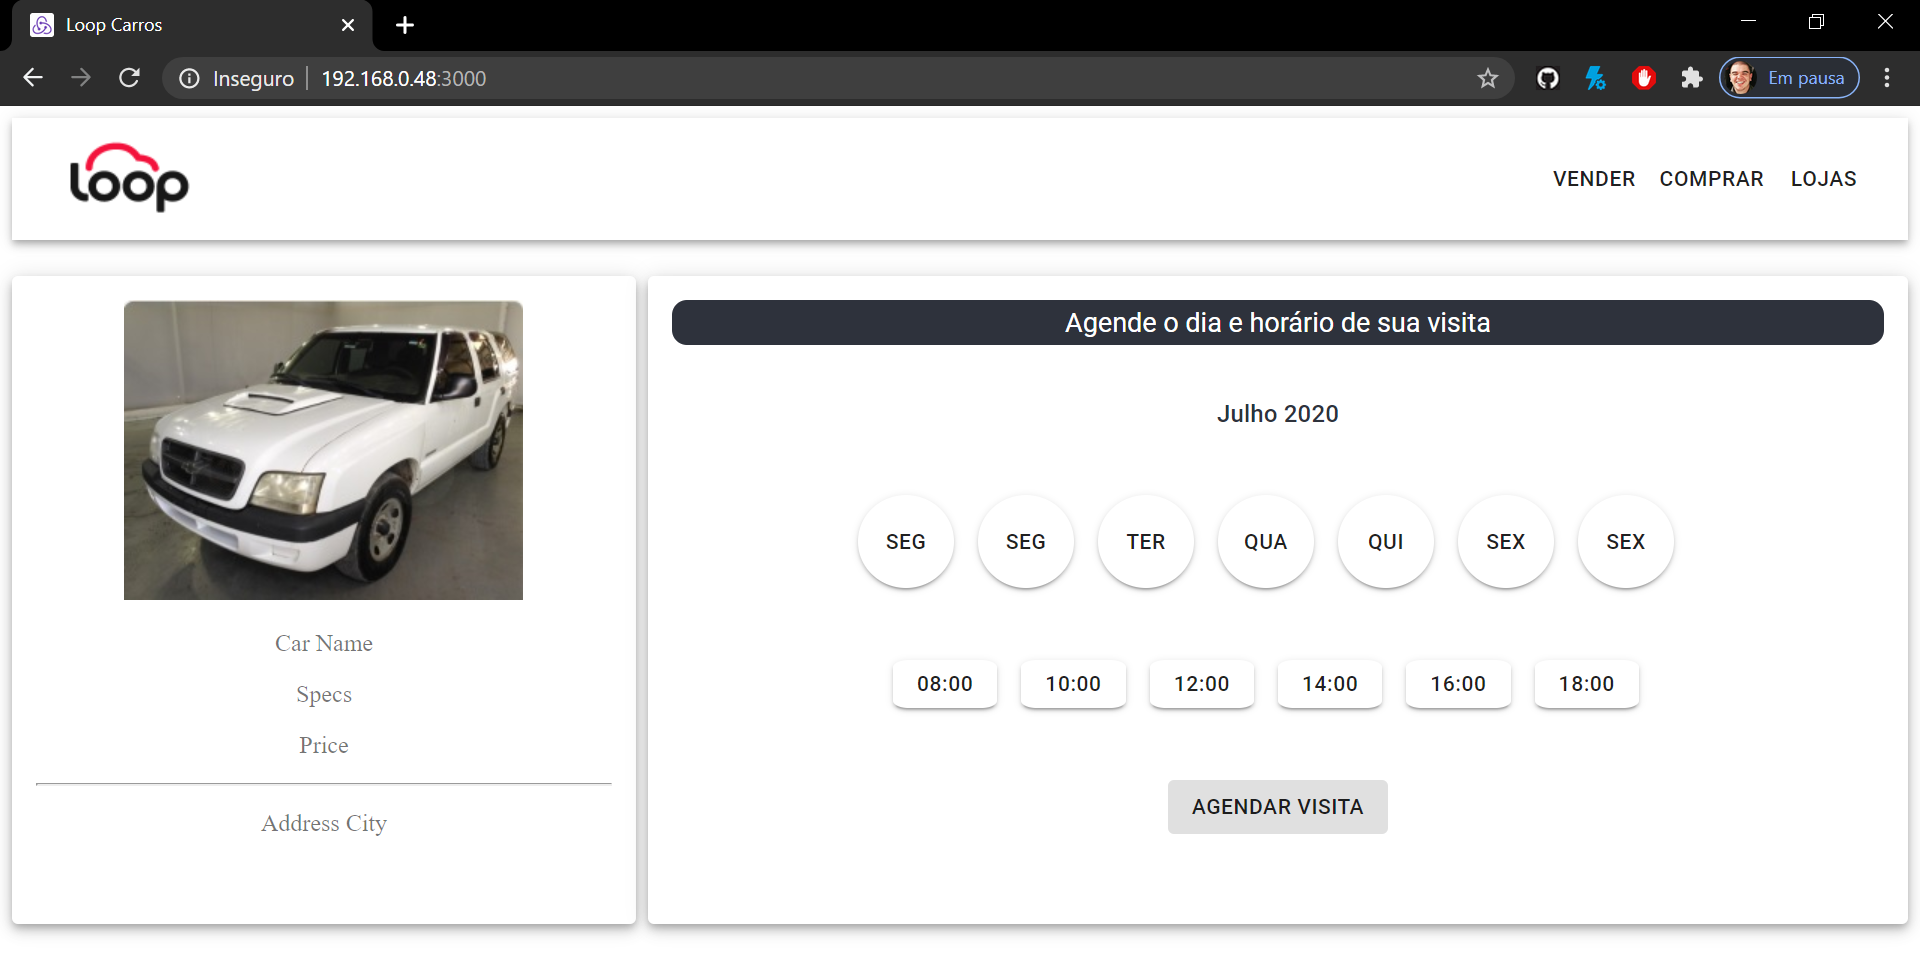 Loop Carros
Inseguro 192.168.0.48:3000
Em pausa
Loop
VENDER COMPRAR LOJAS
Agende o dia e horário de sua visita
Julho 2020
SEG SEG TER QUA QUI SEX SEX
08:00 10:00 12:00 14:00 16:00 18:00
AGENDAR VISITA
Car Name
Specs
Price
Address City